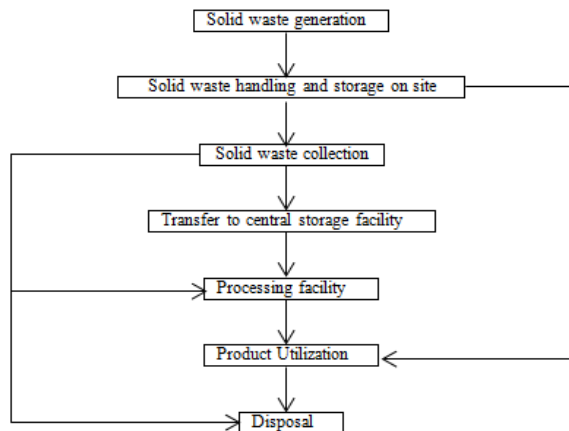 Solid waste generation
Solid waste handling and storage on site
Solid waste collection
Transfer to central storage facility
Processing facility
Product Utilization
Disposal